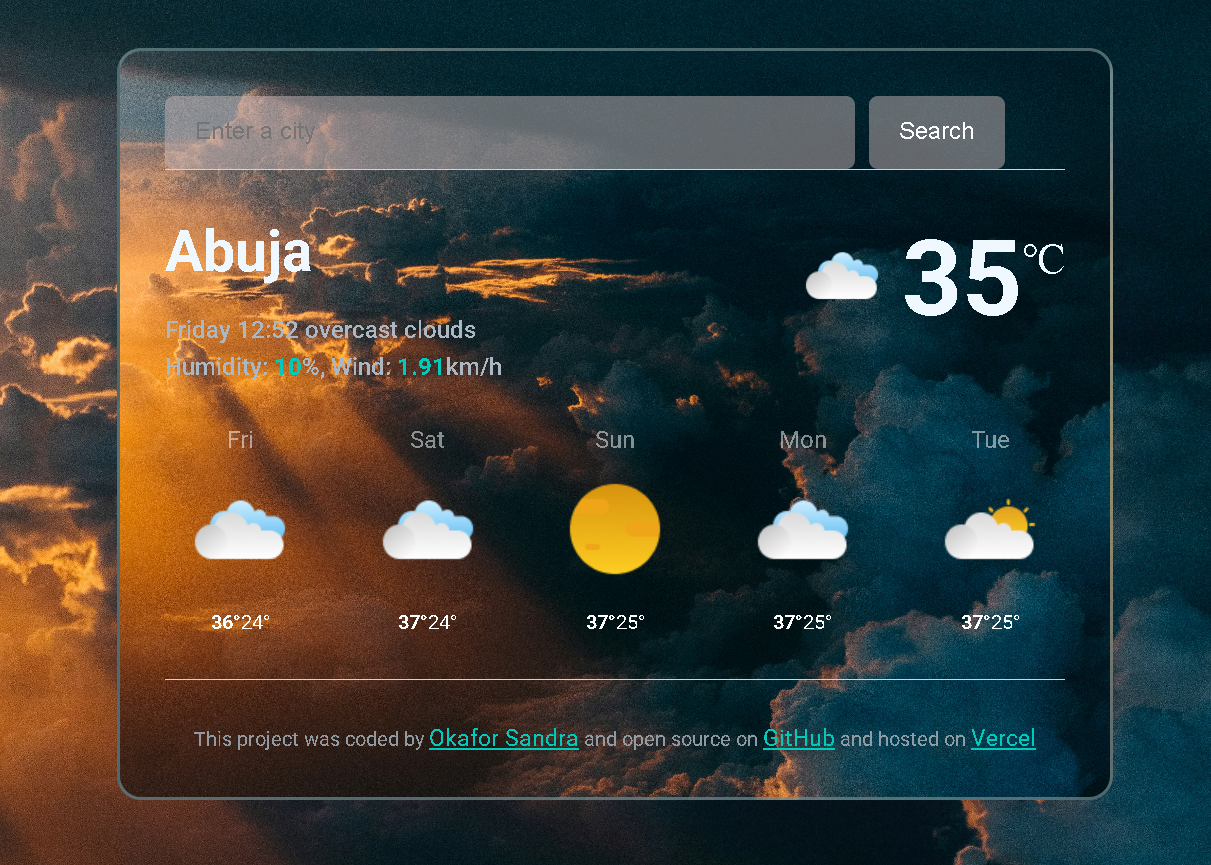 Enter a city
Search
Abuja
35℃
Friday 12:52 overcast clouds
Humidity: 10%, Wind: 1.91km/h
Fri Sat Sun Mon Tue
36°24° 37°24° 37°25° 37°25° 37°25°
This project was coded by Okafor Sandra and open source on GitHub and hosted on Vercel